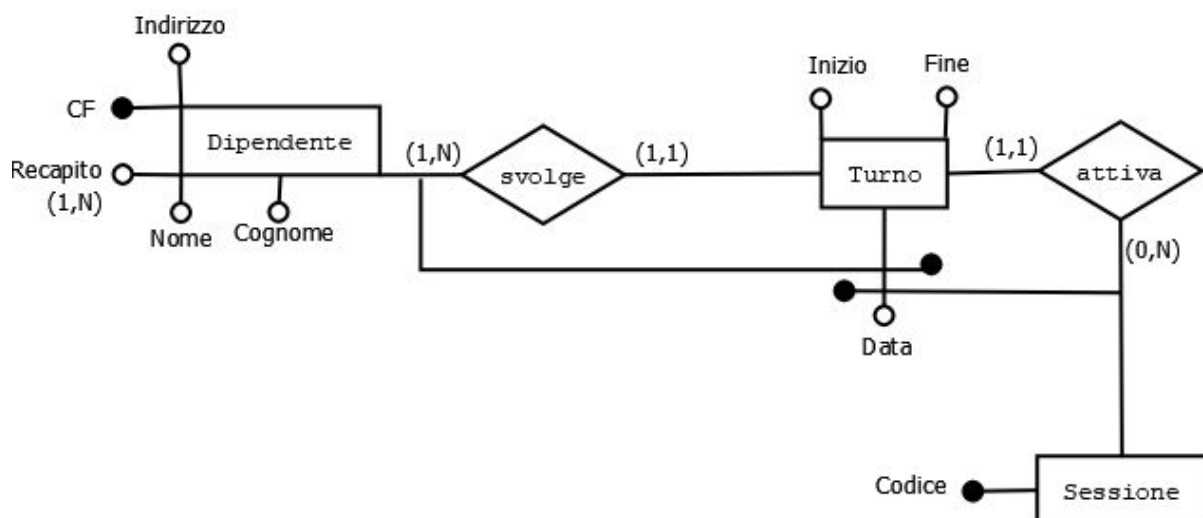 Indirizzo
CF
Dipendente
Recapito
(1,N)
Nome
Cognome
(1,N)
svolge
(1,1)
Inizio
Fine
Turno
Data
(1,1)
attiva
(0,N)
Codice
Sessione